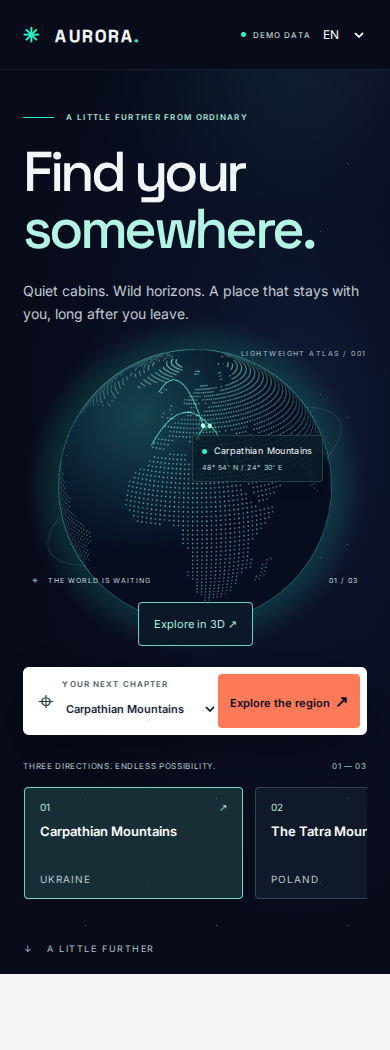 AURORA.
DEMO DATA
EN
A LITTLE FURTHER FROM ORDINARY
Find your
somewhere.
Quiet cabins. Wild horizons. A place that stays with
you, long after you leave.
LIGHTWEIGHT ATLAS / 001
Carpathian Mountains
48° 54' N / 24° 30' E
THE WORLD IS WAITING
01 / 03
Explore in 3D ↗
YOUR NEXT CHAPTER
Carpathian Mountains
Explore the region ↗
THREE DIRECTIONS. ENDLESS POSSIBILITY.
01 — 03
01 ↗
Carpathian Mountains
UKRAINE
02
The Tatra Moun
POLAND
↓ A LITTLE FURTHER